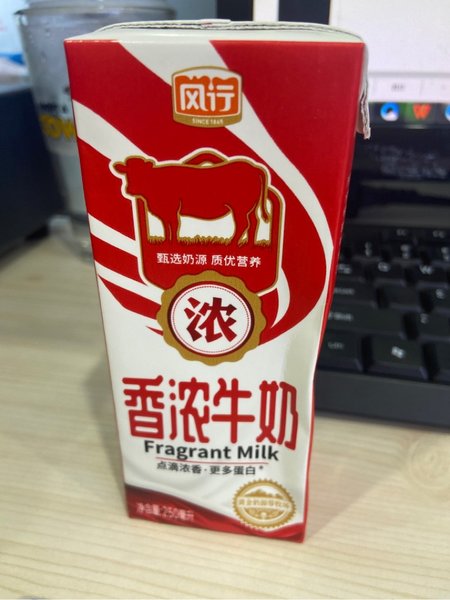 风行
SINCE 1865
甄选奶源 质优营养
浓
香浓牛奶
Fragrant Milk
点滴浓香·更多蛋白*
净含量:250毫升